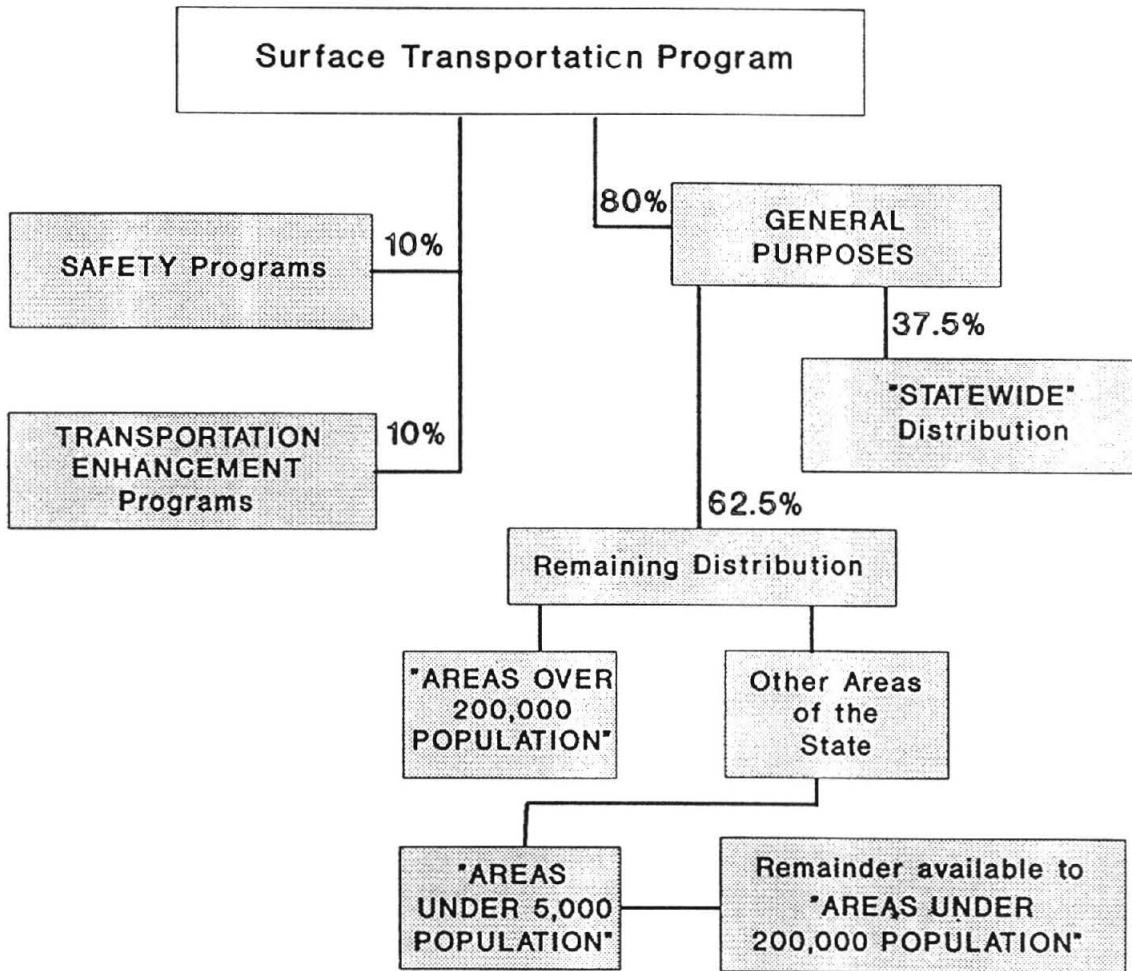 Surface Transportation Program
80%
GENERAL
PURPOSES
10%
SAFETY Programs
37.5%
"STATEWIDE"
Distribution
10%
TRANSPORTATION
ENHANCEMENT
Programs
62.5%
Remaining Distribution
"AREAS OVER
200,000
POPULATION"
Other Areas
of the
State
"AREAS
UNDER 5,000
POPULATION"
Remainder available to
"AREAS UNDER
200,000 POPULATION"